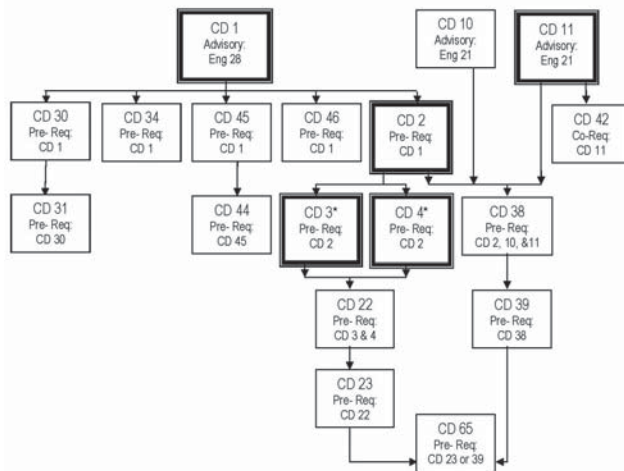 CD 1
Advisory:
Eng 28
CD 10
Advisory:
Eng 21
CD 11
Advisory:
Eng 21
CD 30
Pre- Req:
CD 1
CD 34
Pre- Req:
CD 1
CD 45
Pre- Req:
CD 1
CD 46
Pre- Req:
CD 1
CD 2
Pre- Req:
CD 1
CD 42
Co-Req:
CD 11
CD 31
Pre- Req:
CD 30
CD 44
Pre- Req:
CD 45
CD 3*
Pre- Req:
CD 2
CD 4*
Pre- Req:
CD 2
CD 38
Pre- Req:
CD 2, 10, &11
CD 22
Pre- Req:
CD 3 & 4
CD 39
Pre- Req:
CD 38
CD 23
Pre- Req:
CD 22
CD 65
Pre- Req:
CD 23 or 39